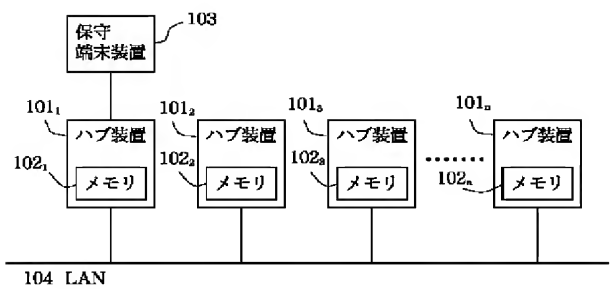 保守
端末装置
103
101₁
ハブ装置
102₁
メモリ
101₂
ハブ装置
102₂
メモリ
101₃
ハブ装置
102₃
メモリ
101ₙ
ハブ装置
102ₙ
メモリ
104 LAN